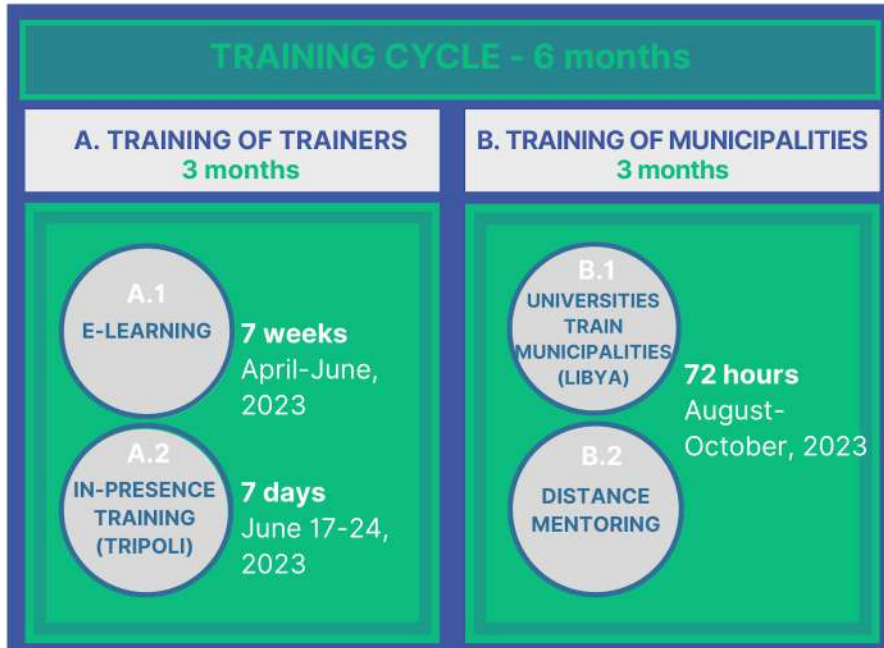 TRAINING CYCLE - 6 months
A. TRAINING OF TRAINERS
3 months
A.1
E-LEARNING
7 weeks
April-June,
2023
A.2
IN-PRESENCE
TRAINING
(TRIPOLI)
7 days
June 17-24,
2023
B. TRAINING OF MUNICIPALITIES
3 months
B.1
UNIVERSITIES
TRAIN
MUNICIPALITIES
(LIBYA)
72 hours
August-
October, 2023
B.2
DISTANCE
MENTORING